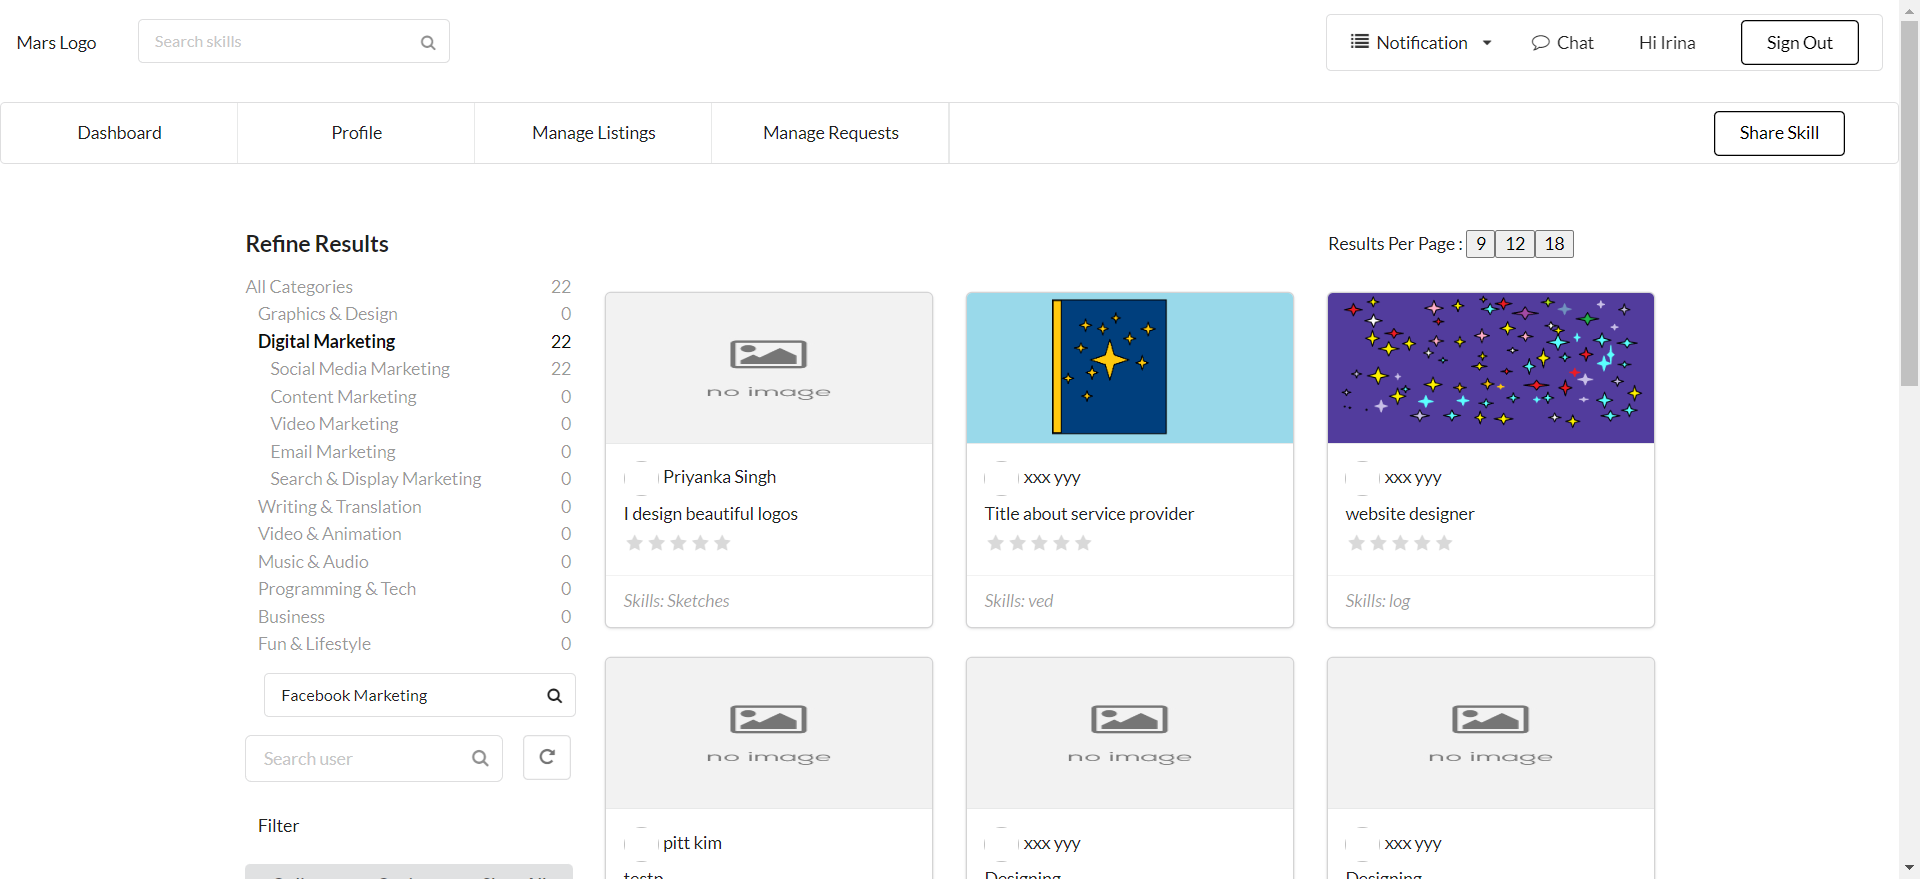 Mars Logo
Search skills
Notification
Chat
Hi Irina
Sign Out
Dashboard
Profile
Manage Listings
Manage Requests
Share Skill
Refine Results
Results Per Page : 9 12 18
All Categories 22
Graphics & Design 0
Digital Marketing 22
Social Media Marketing 22
Content Marketing 0
Video Marketing 0
Email Marketing 0
Search & Display Marketing 0
Writing & Translation 0
Video & Animation 0
Music & Audio 0
Programming & Tech 0
Business 0
Fun & Lifestyle 0
Facebook Marketing
Search user
Filter
no image
Priyanka Singh
I design beautiful logos
Skills: Sketches
xxx yyy
Title about service provider
Skills: ved
xxx yyy
website designer
Skills: log
no image
pitt kim
no image
xxx yyy
Designing
no image
xxx yyy
Designing